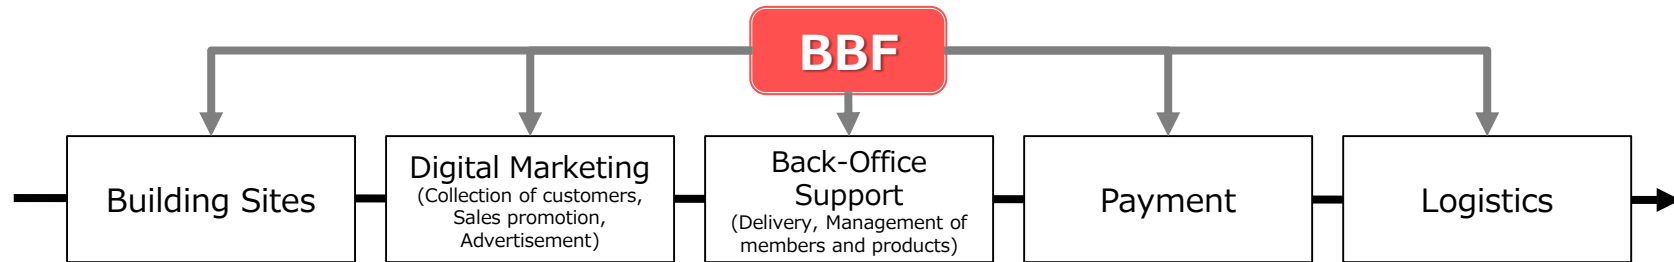 BBF
Building Sites
Digital Marketing
(Collection of customers,
Sales promotion,
Advertisement)
Back-Office
Support
(Delivery, Management of
members and products)
Payment
Logistics